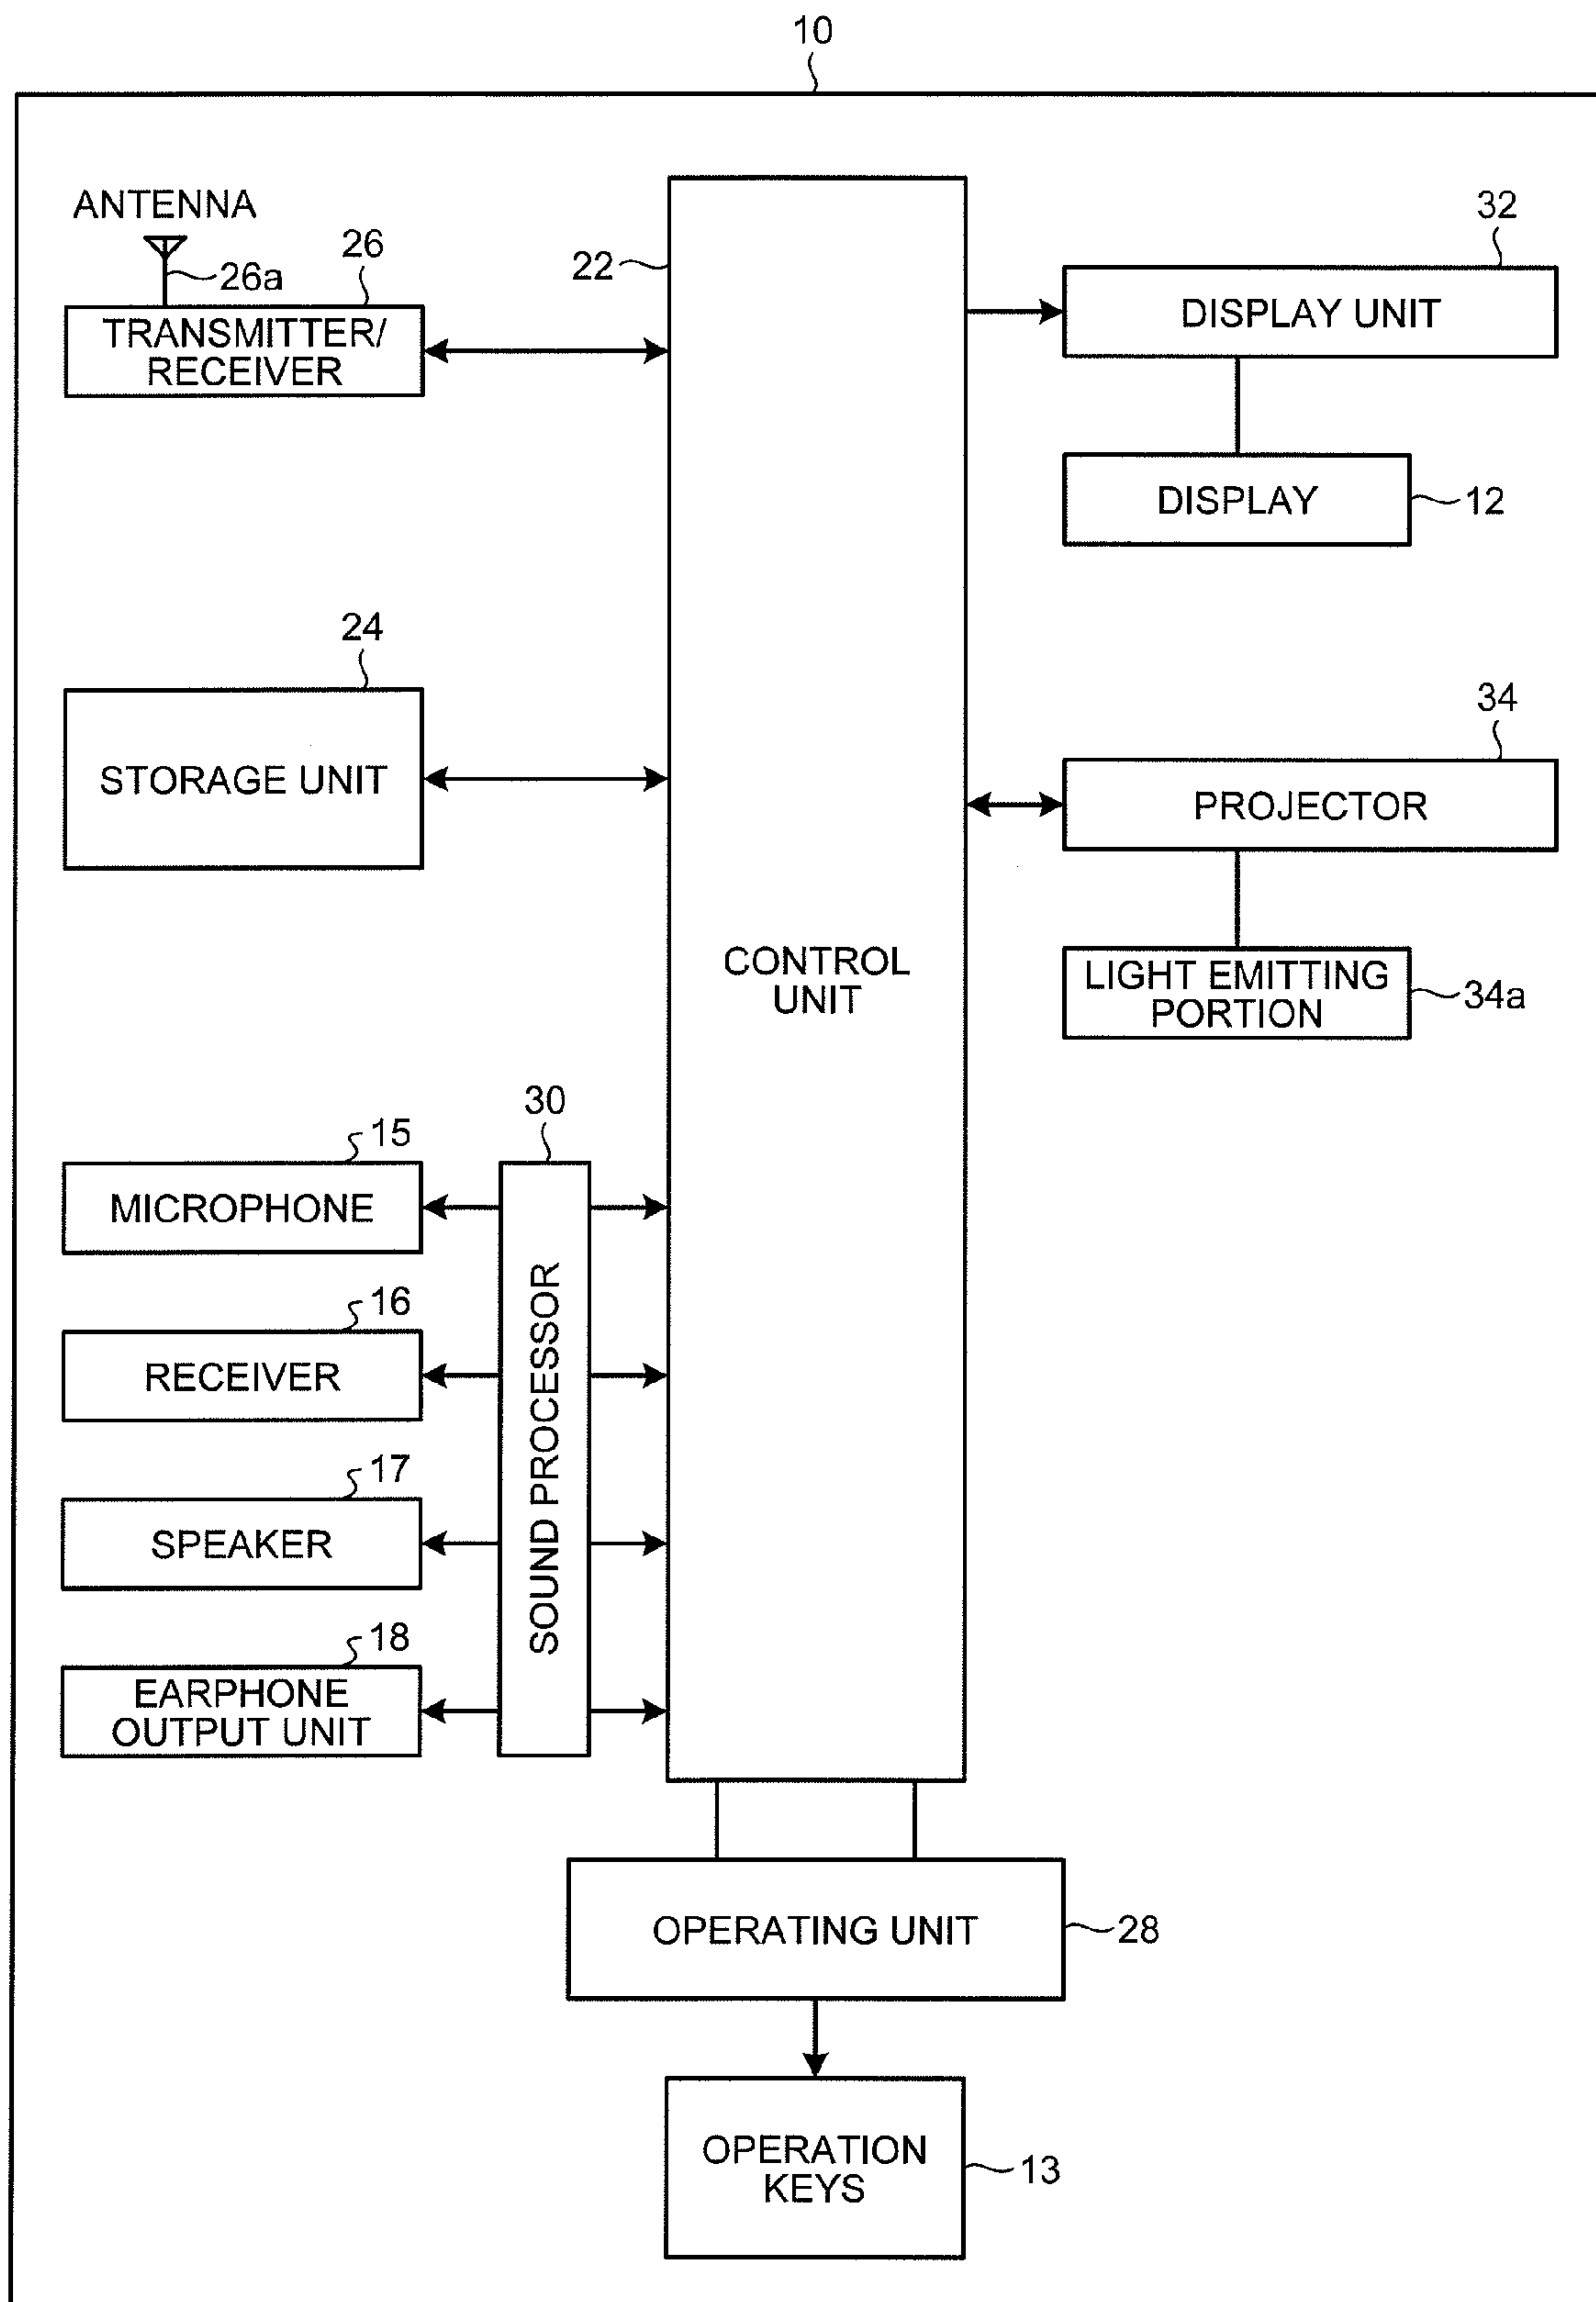 10
ANTENNA
26a
26
TRANSMITTER/
RECEIVER
22
32
DISPLAY UNIT
DISPLAY
12
24
STORAGE UNIT
34
PROJECTOR
LIGHT EMITTING
PORTION
34a
CONTROL
UNIT
15
MICROPHONE
16
RECEIVER
17
SPEAKER
18
EARPHONE
OUTPUT UNIT
30
SOUND PROCESSOR
OPERATING UNIT
28
OPERATION
KEYS
13